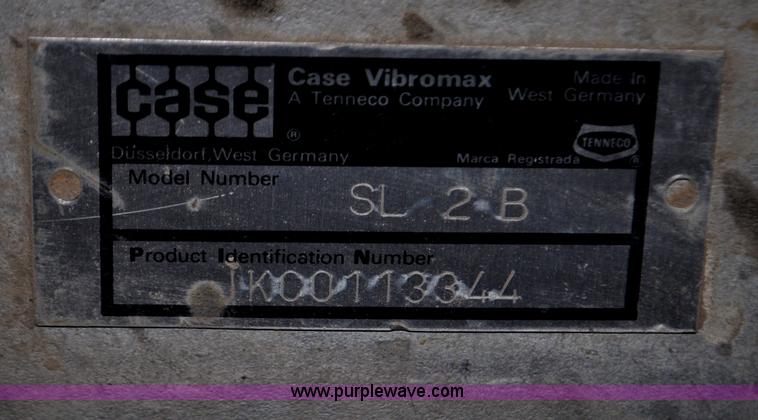 case
®
Case Vibromax
A Tenneco Company
Made In
West Germany
Düsseldorf, West Germany
Marca Registrada
TENNECO
®
Model Number
SL 2 B
Product Identification Number
JKC0113344
www.purplewave.com